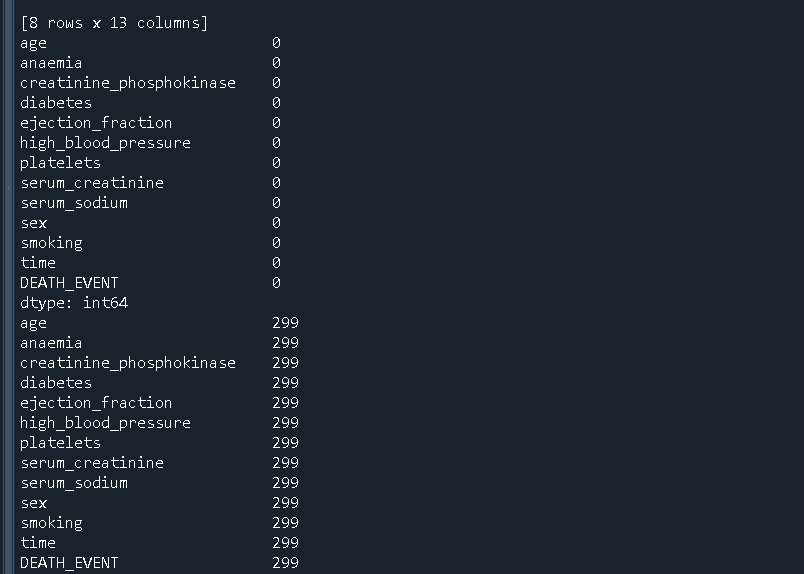 [8 rows x 13 columns]
age                         0
anaemia                     0
creatinine_phosphokinase    0
diabetes                    0
ejection_fraction           0
high_blood_pressure         0
platelets                   0
serum_creatinine            0
serum_sodium                0
sex                         0
smoking                     0
time                        0
DEATH_EVENT                 0
dtype: int64
age                         299
anaemia                     299
creatinine_phosphokinase    299
diabetes                    299
ejection_fraction           299
high_blood_pressure         299
platelets                   299
serum_creatinine            299
serum_sodium                299
sex                         299
smoking                     299
time                        299
DEATH_EVENT                 299